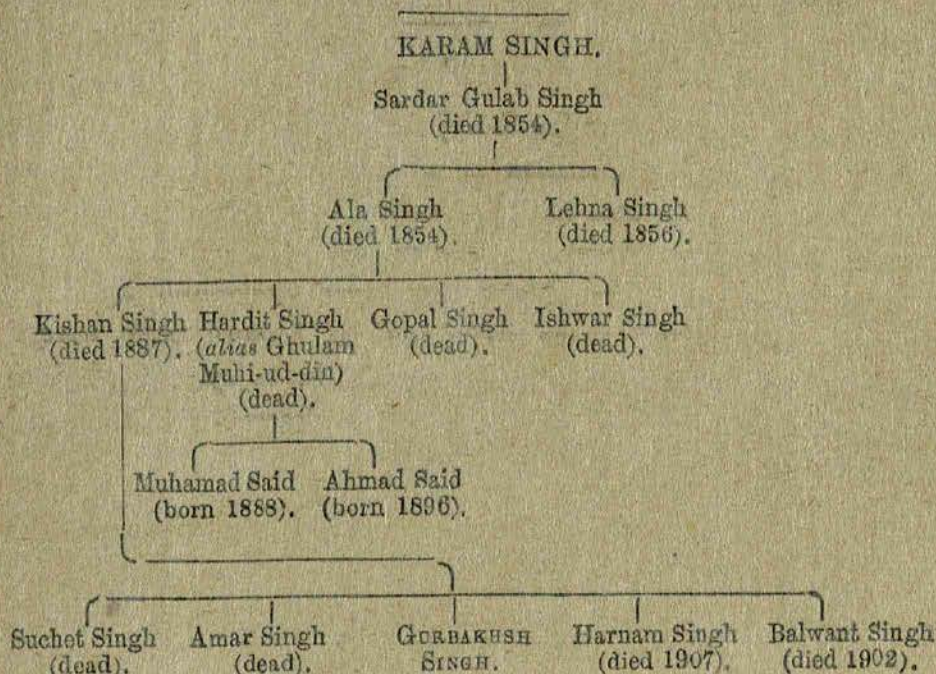 KARAM SINGH.
Sardar Gulab Singh
(died 1854).
Ala Singh
(died 1854).
Lehna Singh
(died 1856).
Kishan Singh
(died 1887).
Hardit Singh
(alias Ghulam
Muhi-ud-din)
(dead).
Gopal Singh
(dead).
Ishwar Singh
(dead).
Muhamad Said
(born 1888).
Ahmad Said
(born 1896).
Suchet Singh
(dead).
Amar Singh
(dead).
GURBAKHSH
SINGH.
Harnam Singh
(died 1907).
Balwant Singh
(died 1902).